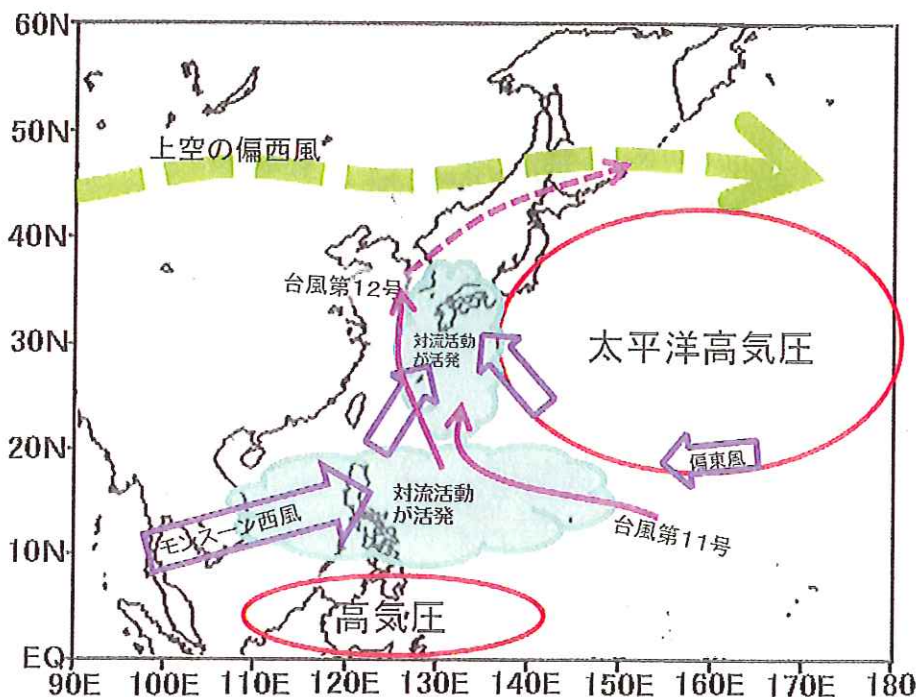 60N
50N
40N
30N
20N
10N
EQ
上空の偏西風
台風第12号
対流活動
が活発
太平洋高気圧
偏東風
対流活動
が活発
モンスーン西風
台風第11号
高気圧
90E 100E 110E 120E 130E 140E 150E 160E 170E 180